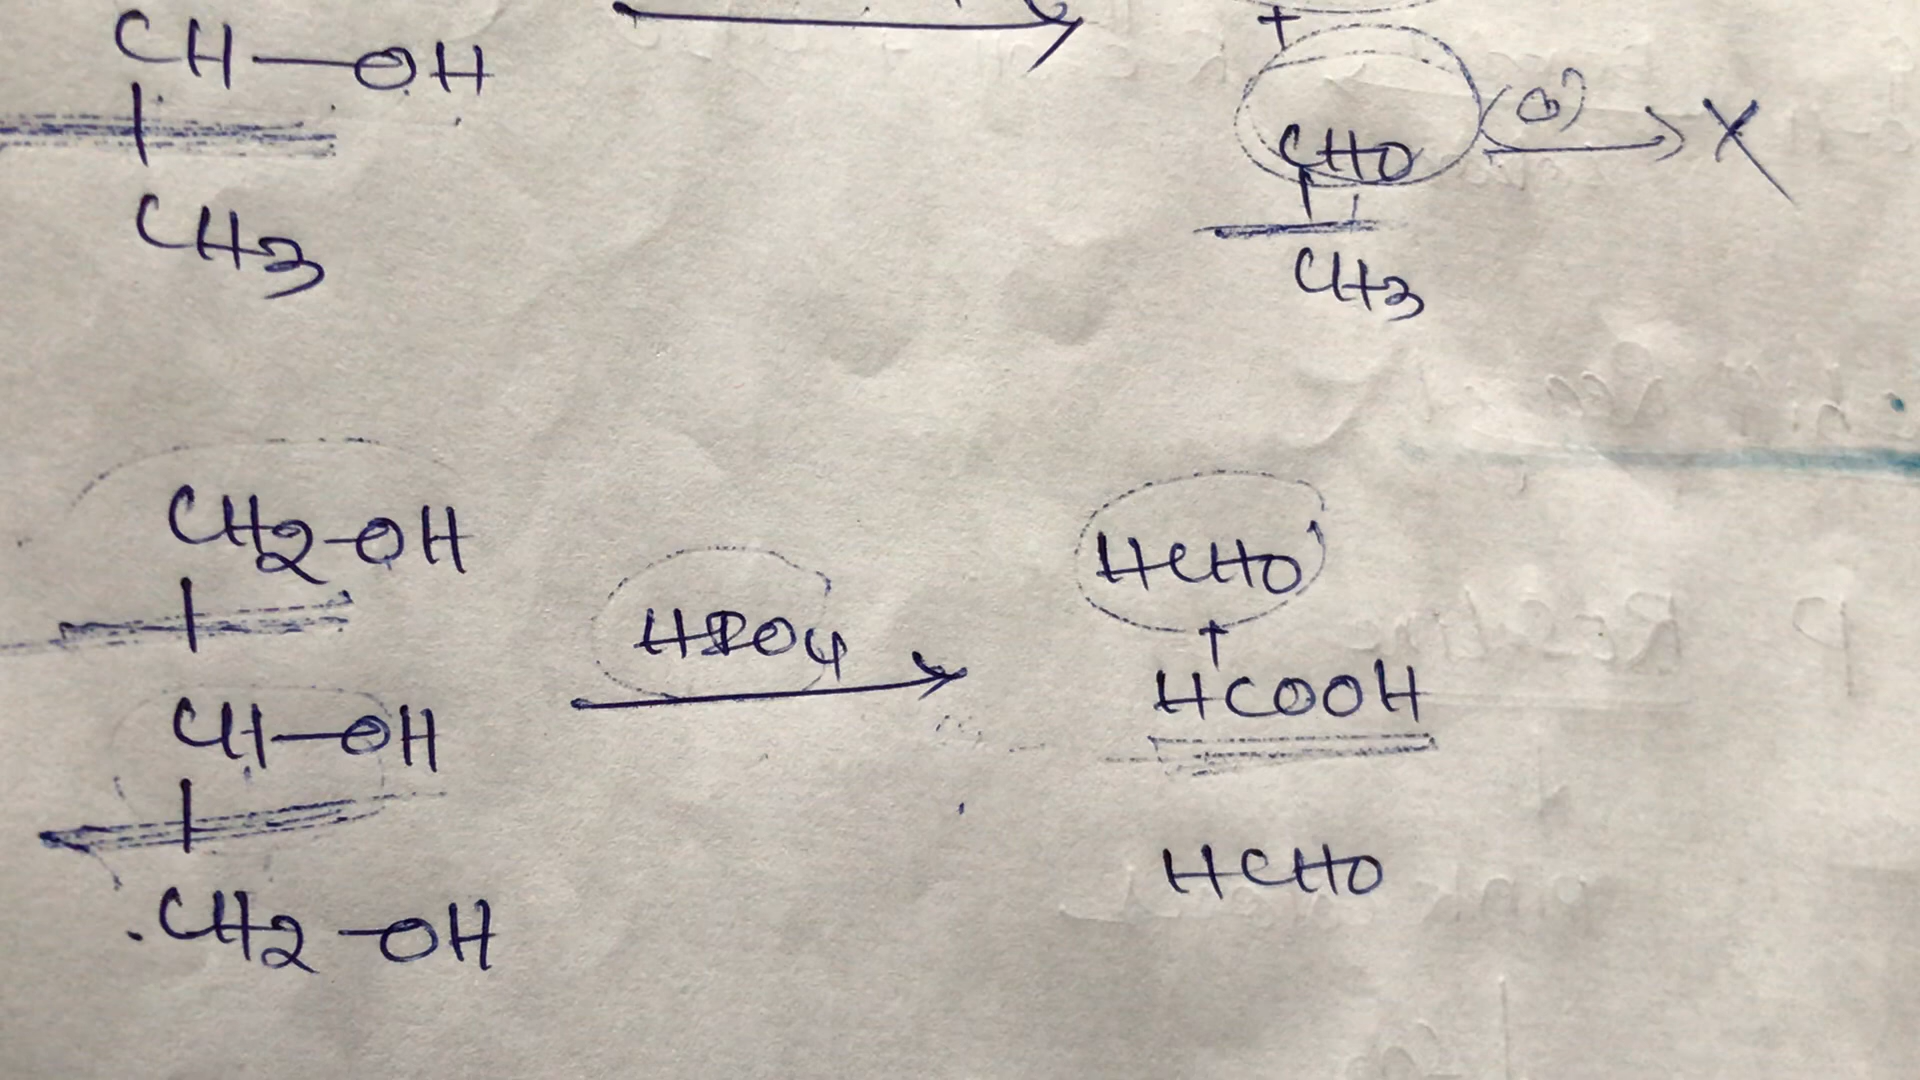 CH—OH
CH3
+
CHO
(O)
X
CH3
CH2-OH
CH—OH
CH2-OH
HIO4
HCHO
+
HCOOH
HCHO